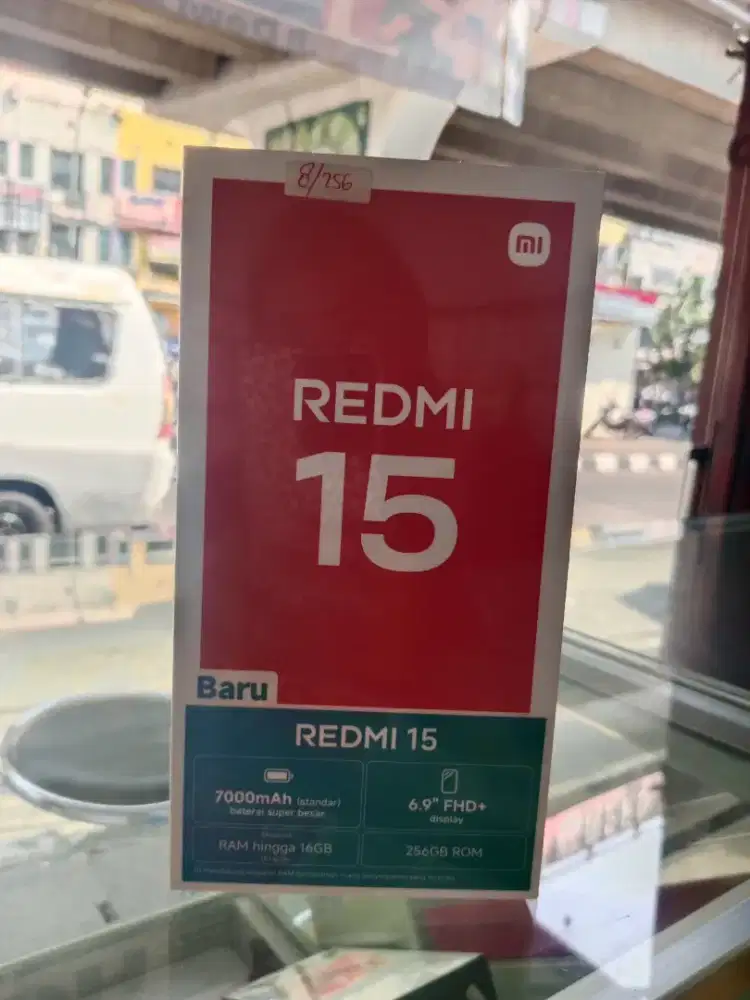 8/256
mi
REDMI
15
Baru
REDMI 15
7000mAh (standar)
baterai super besar
6.9" FHD+
display
RAM hingga 16GB
256GB ROM